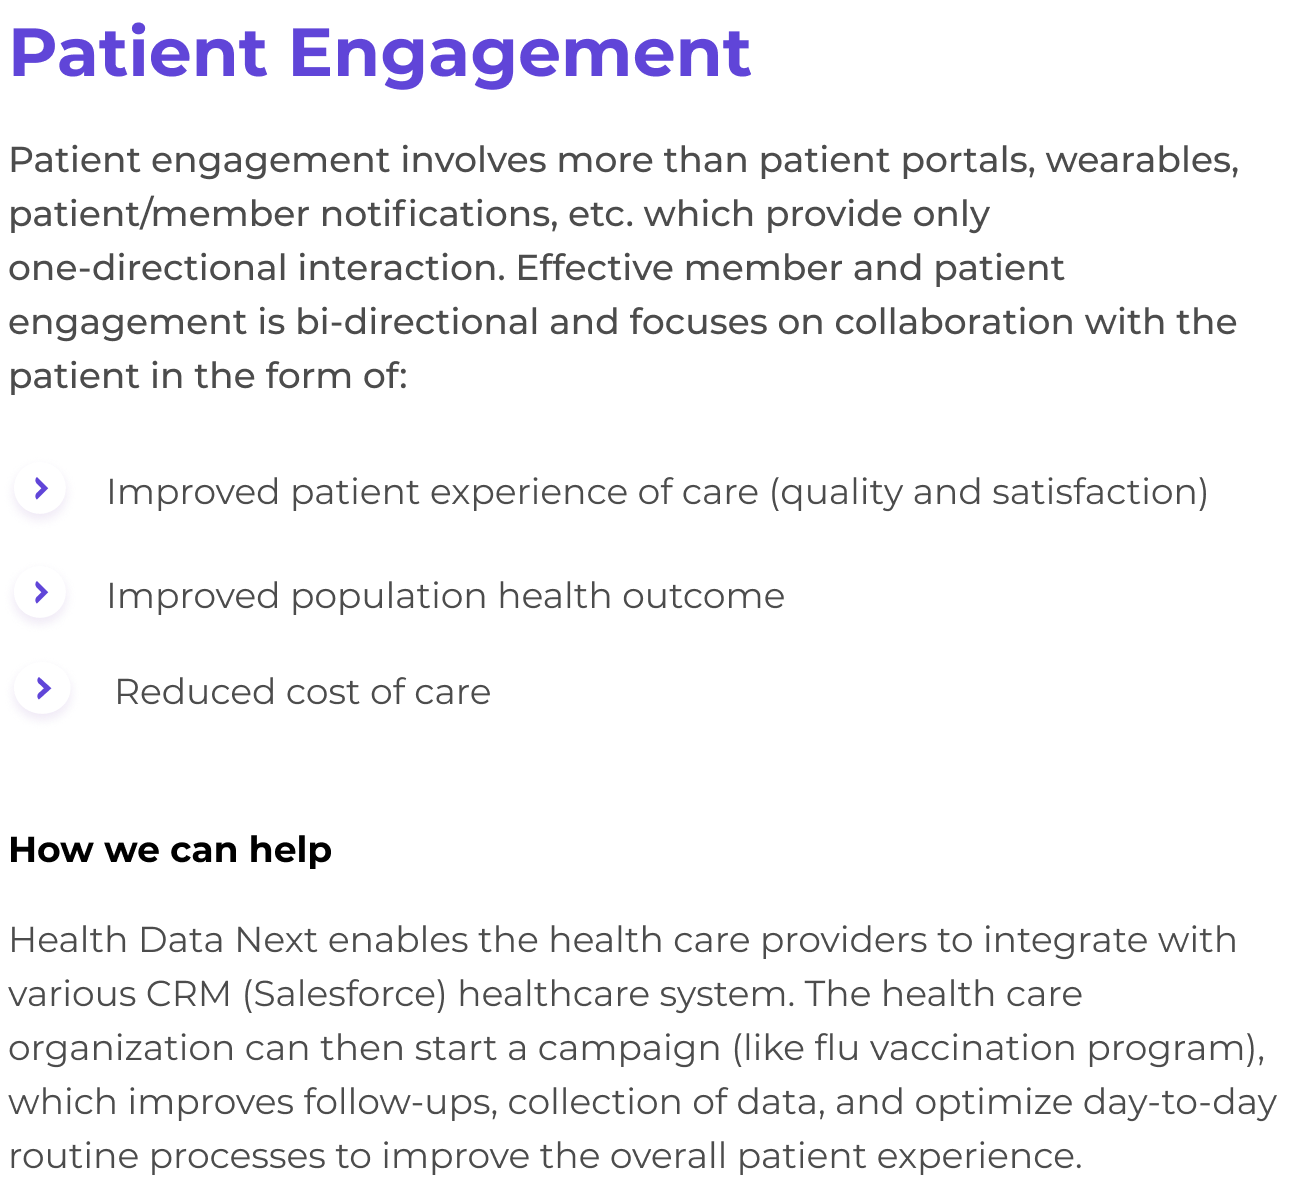 Patient Engagement
Patient engagement involves more than patient portals, wearables,
patient/member notifications, etc. which provide only
one-directional interaction. Effective member and patient
engagement is bi-directional and focuses on collaboration with the
patient in the form of:
Improved patient experience of care (quality and satisfaction)
Improved population health outcome
Reduced cost of care
How we can help
Health Data Next enables the health care providers to integrate with
various CRM (Salesforce) healthcare system. The health care
organization can then start a campaign (like flu vaccination program),
which improves follow-ups, collection of data, and optimize day-to-day
routine processes to improve the overall patient experience.